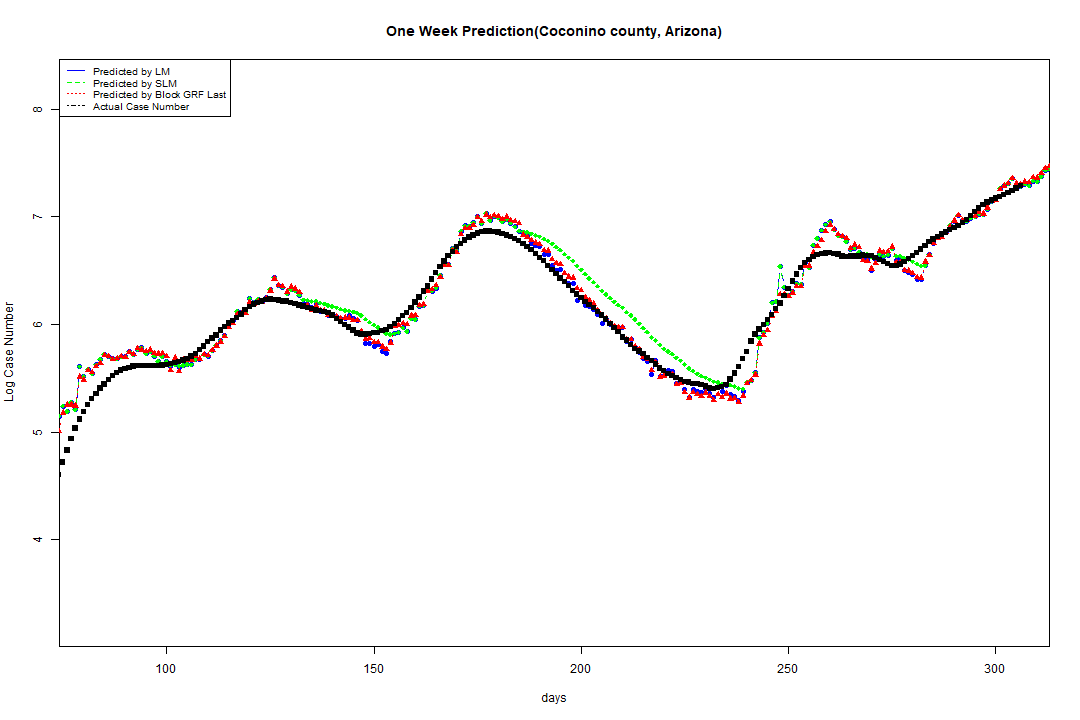 One Week Prediction(Coconino county, Arizona)
Predicted by LM
Predicted by SLM
Predicted by Block GRF Last
Actual Case Number
8
7
6
5
4
Log Case Number
100 150 200 250 300
days